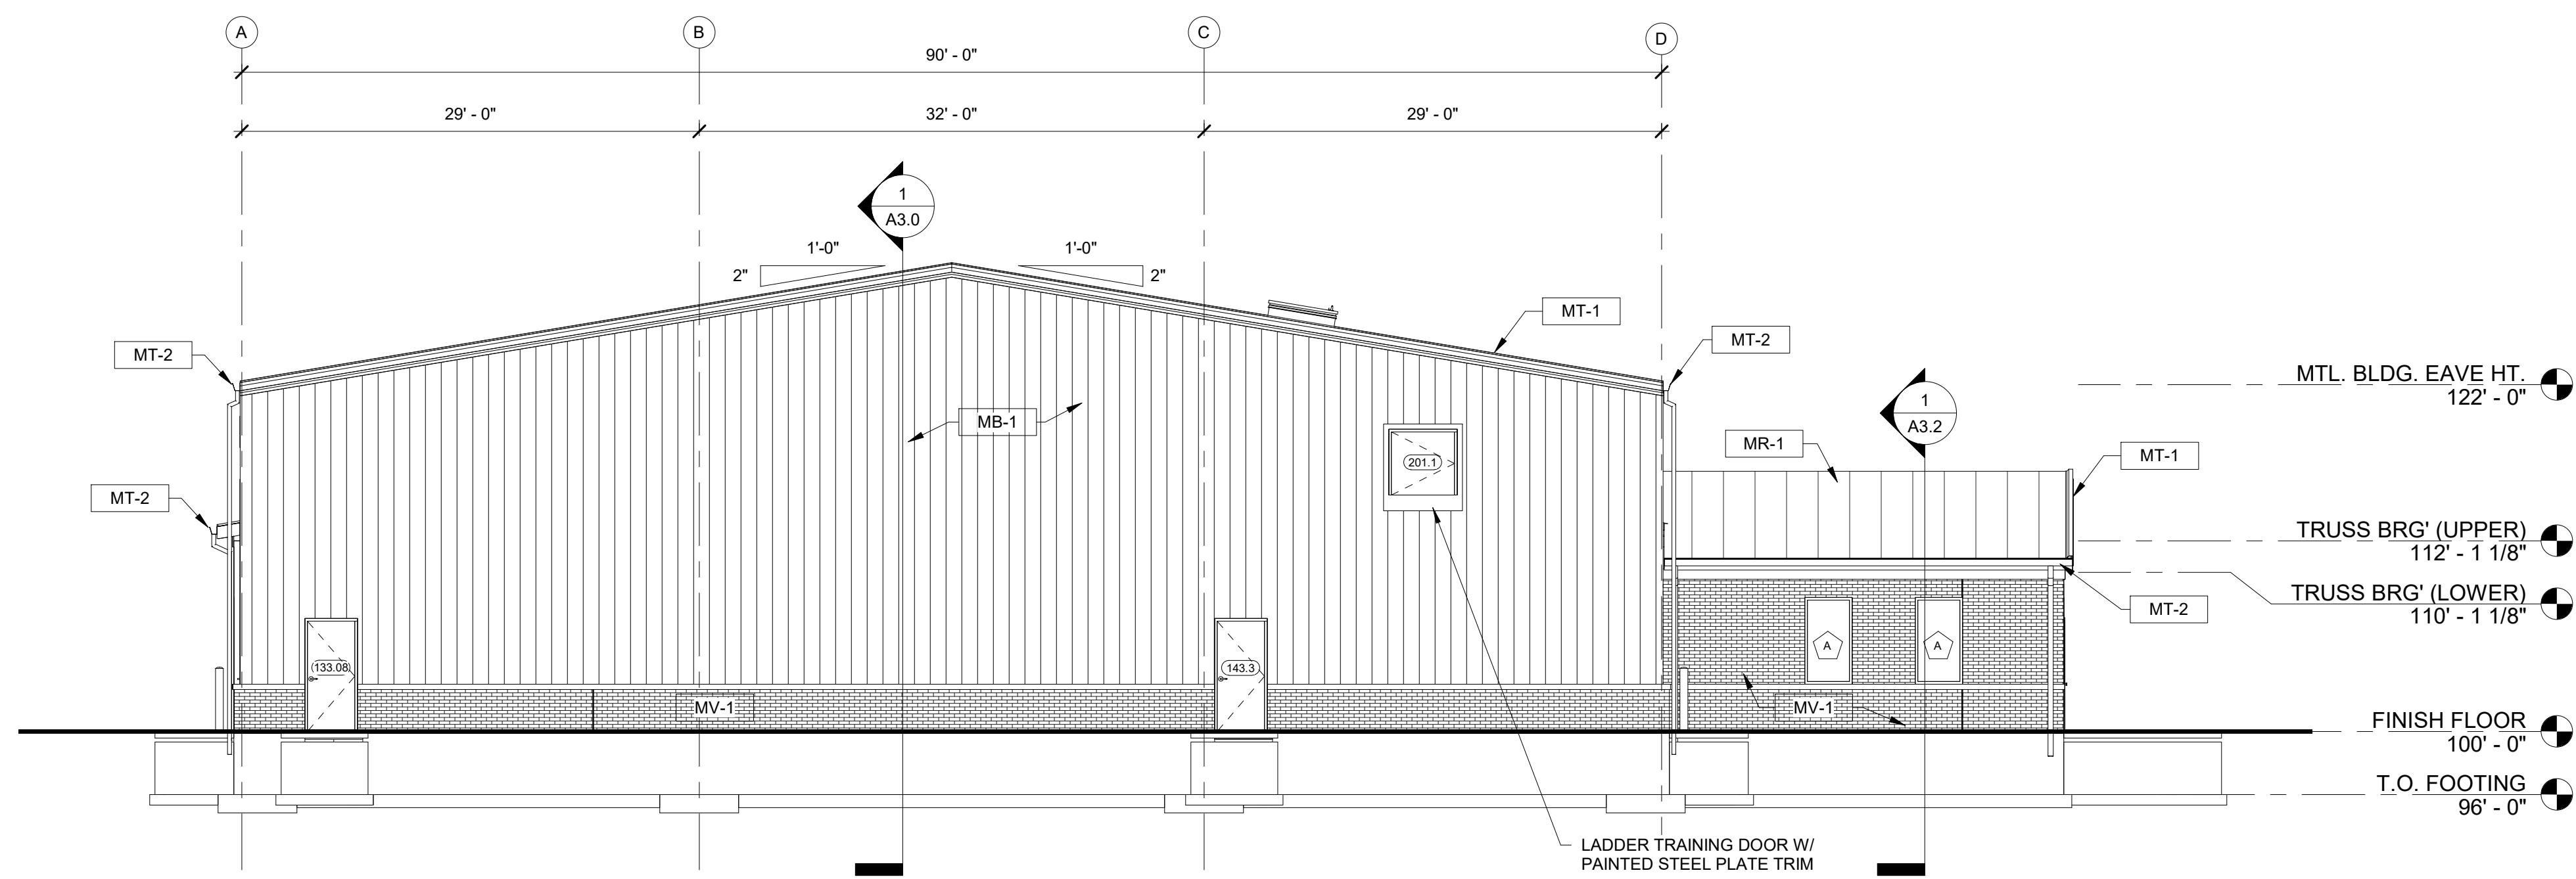 A
B
C
D
90' - 0"
29' - 0"
32' - 0"
29' - 0"
1
A3.0
1'-0"
1'-0"
2"
2"
MT-1
MT-2
MT-2
MTL. BLDG. EAVE HT.
122' - 0"
1
A3.2
MB-1
MR-1
MT-1
201.1
MT-2
TRUSS BRG' (UPPER)
112' - 1 1/8"
TRUSS BRG' (LOWER)
110' - 1 1/8"
MT-2
A
A
133.08
143.3
MV-1
MV-1
FINISH FLOOR
100' - 0"
T.O. FOOTING
96' - 0"
LADDER TRAINING DOOR W/
PAINTED STEEL PLATE TRIM